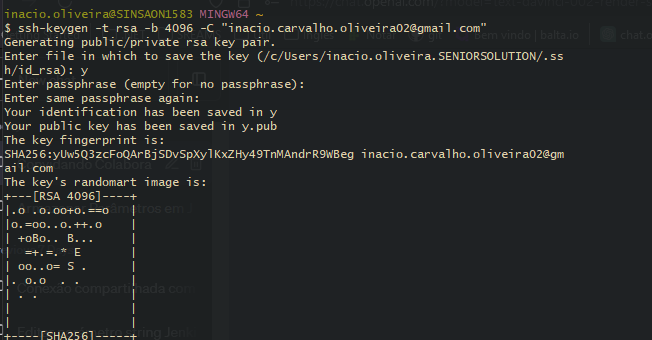 inacio.oliveira@SINSAON1583 MINGW64 ~
$ ssh-keygen -t rsa -b 4096 -C "inacio.carvalho.oliveira02@gmail.com"
Generating public/private rsa key pair.
Enter file in which to save the key (/c/Users/inacio.oliveira.SENIORSOLUTION/.ss
h/id_rsa): y
Enter passphrase (empty for no passphrase):
Enter same passphrase again:
Your identification has been saved in y
Your public key has been saved in y.pub
The key fingerprint is:
SHA256:yUw5Q3zcFoQArBjSDvSpXylKxZHy49TnMAndrR9WBeg inacio.carvalho.oliveira02@gm
ail.com
The key's randomart image is:
+---[RSA 4096]----+
|.o ..o.oo+o.==o   |
|o.=oo..o.++.o    |
| +oBo.. B...     |
|  =+.=.* E       |
| oo..o= S .      |
|. o.o  . .       |
| . .             |
|                 |
|                 |
+----[SHA256]-----+